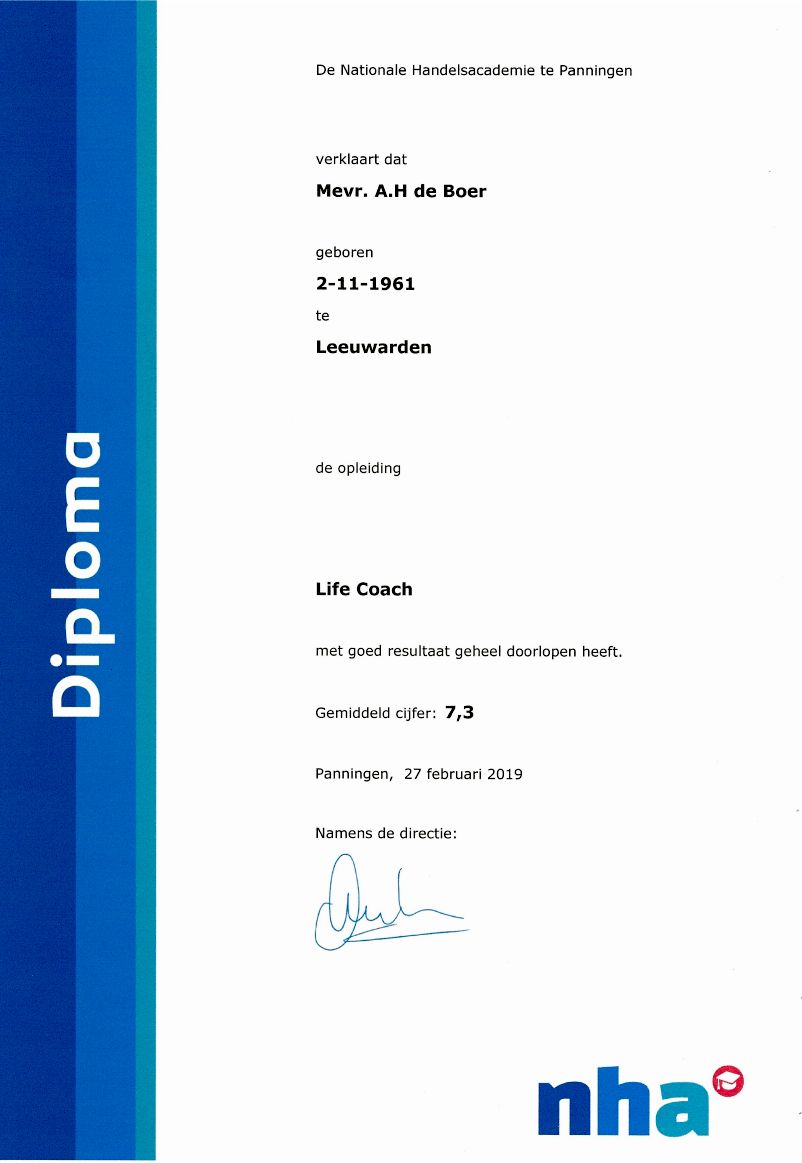 De Nationale Handelsacademie te Panningen
verklaart dat
Mevr. A.H de Boer
geboren
2-11-1961
te
Leeuwarden
de opleiding
Life Coach
met goed resultaat geheel doorlopen heeft.
Gemiddeld cijfer: 7,3
Panningen, 27 februari 2019
Namens de directie:
Diploma
nha